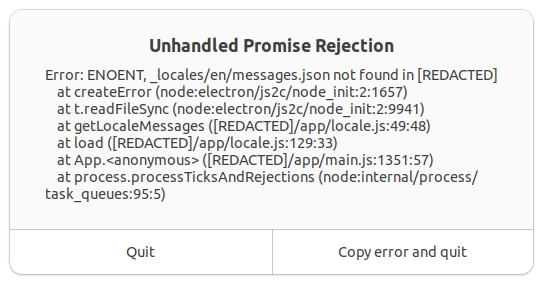 Unhandled Promise Rejection
Error: ENOENT, _locales/en/messages.json not found in [REDACTED]
at createError (node:electron/js2c/node_init:2:1657)
at t.readFileSync (node:electron/js2c/node_init:2:9941)
at getLocaleMessages ([REDACTED]/app/locale.js:49:48)
at load ([REDACTED]/app/locale.js:129:33)
at App.<anonymous> ([REDACTED]/app/main.js:1351:57)
at process.processTicksAndRejections (node:internal/process/
task_queues:95:5)
Quit
Copy error and quit